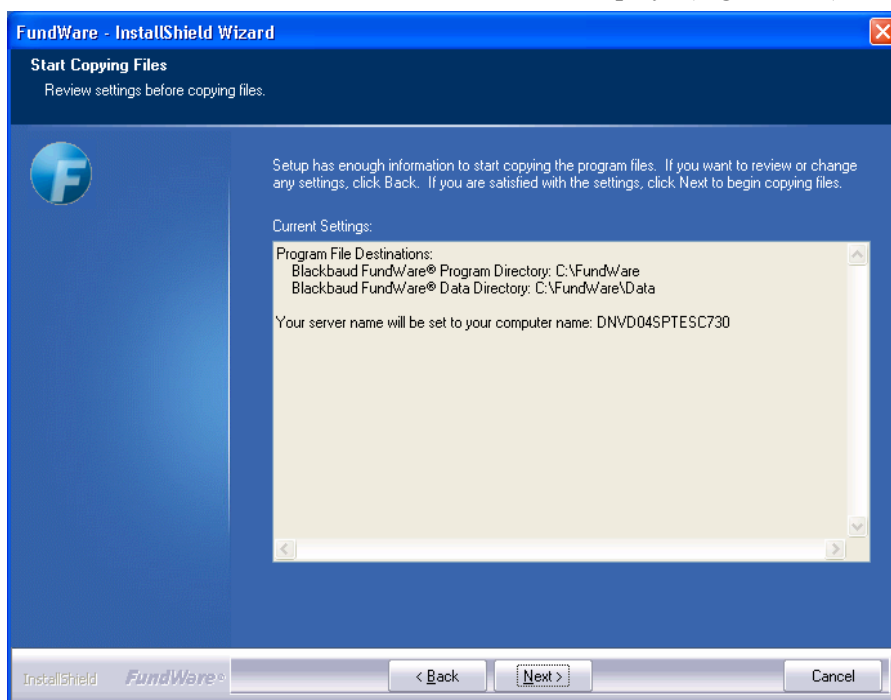 FundWare - InstallShield Wizard
Start Copying Files
Review settings before copying files.
F
Setup has enough information to start copying the program files. If you want to review or change
any settings, click Back. If you are satisfied with the settings, click Next to begin copying files.
Current Settings:
Program File Destinations:
Blackbaud FundWare® Program Directory: C:\FundWare
Blackbaud FundWare® Data Directory: C:\FundWare\Data
Your server name will be set to your computer name: DNVD04SPTESC730
InstallShield FundWare® < Back Next > Cancel